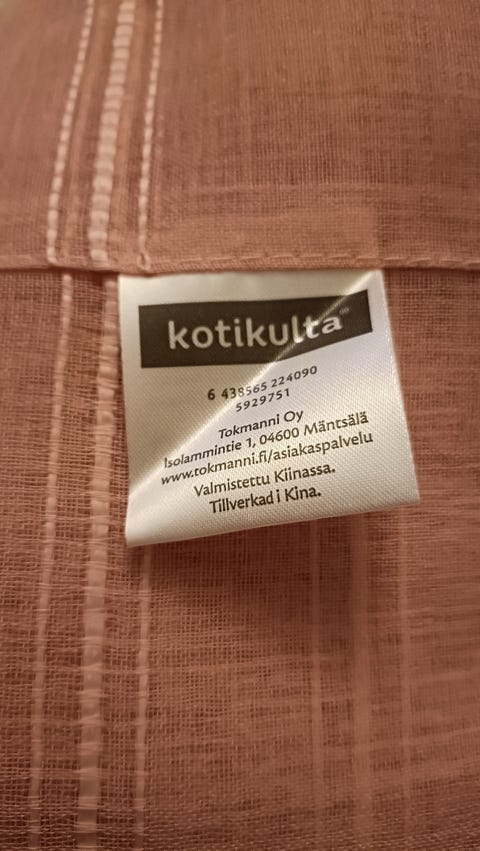 kotikulta
6 438565 224090
5929751
Tokmanni Oy
Isolammintie 1, 04600 Mäntsälä
www.tokmanni.fi/asiakaspalvelu
Valmistettu Kiinassa.
Tillverkad i Kina.